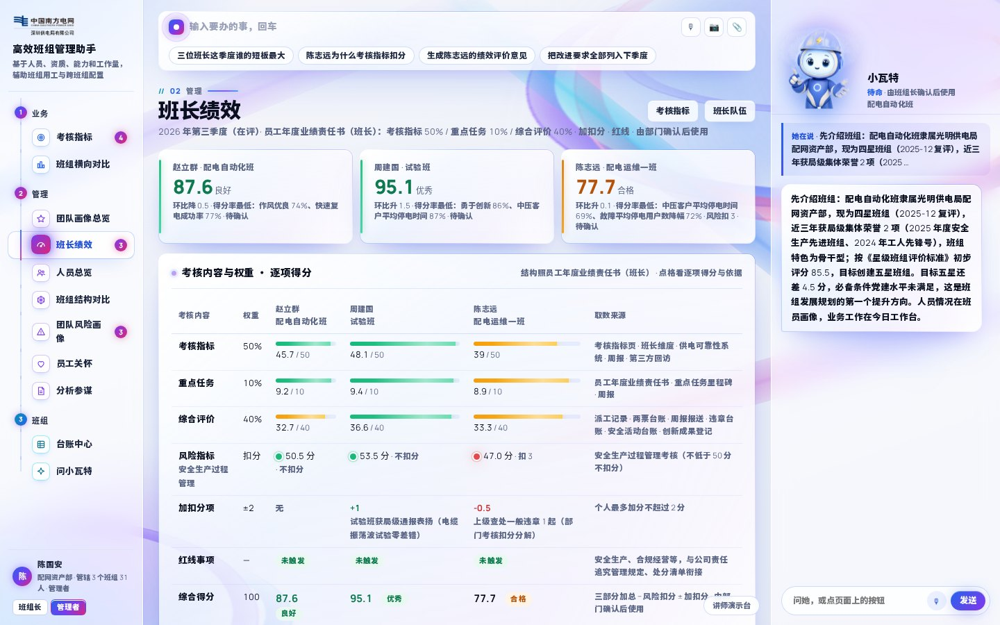 中国南方电网
CHINA SOUTHERN POWER GRID
深圳供电局有限公司
高效班组管理助手
基于人员、资质、能力和工作量，
辅助班组用工与跨班组配置
1 业务
考核指标 4
班组横向对比
2 管理
团队画像总览
班长绩效 3
人员总览
班组结构对比
团队风险画
像 3
员工关怀
分析参谋
3 班组
台账中心
问小瓦特
陈 陈国安
配网资产部 · 管辖 3 个班组 31
人 · 管理者
班组长 管理者
输入要办的事，回车
三位班长这季度谁的短板最大 陈志远为什么考核指标扣分 生成陈志远的绩效评价意见 把改进要求全部列入下季度
// 02 管理
班长绩效
考核指标 班长队伍
2026 年第三季度（在评）· 员工年度业绩责任书（班长）：考核指标 50% / 重点任务 10% / 综合评价 40% · 加扣分 · 红线 · 由部门确认后使用
赵立群 · 配电自动化班
87.6 良好
环比降 0.5 · 得分率最低：作风优良 74%、快速复
电成功率 77% · 待确认
周建国 · 试验班
95.1 优秀
环比升 1.5 · 得分率最低：勇于创新 86%、中压客
户平均停电时间 87% · 待确认
陈志远 · 配电运维一班
77.7 合格
环比升 0.1 · 得分率最低：中压客户平均停电时间
69%、故障平均停电用户数降幅 72% · 风险扣 3 ·
待确认
考核内容与权重 · 逐项得分
结构照员工年度业绩责任书（班长） · 点格看逐项得分与依据
考核内容 权重 赵立群 配电自动化班 周建国 试验班 陈志远 配电运维一班 取数来源
考核指标 50% 45.7 / 50 48.1 / 50 39 / 50 考核指标页 · 班长维度 · 供电可靠性系
统 · 周报 · 第三方回访
重点任务 10% 9.2 / 10 9.4 / 10 8.9 / 10 员工年度业绩责任书 · 重点任务里程碑
· 周报
综合评价 40% 32.7 / 40 36.6 / 40 33.3 / 40 派工记录 · 两票台账 · 周报报送 · 违章台
账 · 安全活动台账 · 创新成果登记
风险指标 扣分 50.5 分 53.5 分 · 不扣分 47.0 分 · 扣 3 安全生产过程管理考核（不低于 50 分
安全生产过程 · 不扣分 不扣分）
管理
加扣分项 ±2 无 +1 -0.5 个人最多加分不超过 2 分
试验班获局级通报表扬（电缆 上级查处一般违章 1 起（部
振荡波试验零差错） 门考核扣分分解）
红线事项 — 未触发 未触发 未触发 安全生产、合规经营等，与公司责任
追究管理规定、处分清单衔接
综合得分 100 87.6 95.1 优秀 77.7 合格 三部分加总 − 风险扣分 ± 加扣分，由部
良好 门确认后使用
讲师演示台
小瓦特
待命 · 由班组长确认后使用
配电自动化班
她在说 · 先介绍班组：配电自动化班隶属光明供电局
配网资产部，现为四星班组（2025-12 复评），近三
年获局级集体荣誉 2 项（2025 …
先介绍班组：配电自动化班隶属光明供电局配
网资产部，现为四星班组（2025-12 复评），
近三年获局级集体荣誉 2 项（2025 年度安全
生产先进班组、2024 年工人先锋号），班组
特色为骨干型；按《星级班组评价标准》初步
评分 85.5，目标创建五星班组。目标五星还
差 4.5 分，必备条件党建水平未满足，这是班
组发展规划的第一个提升方向。人员情况在班
员画像，业务工作在今日工作台。
问她，或点页面上的按钮 发送